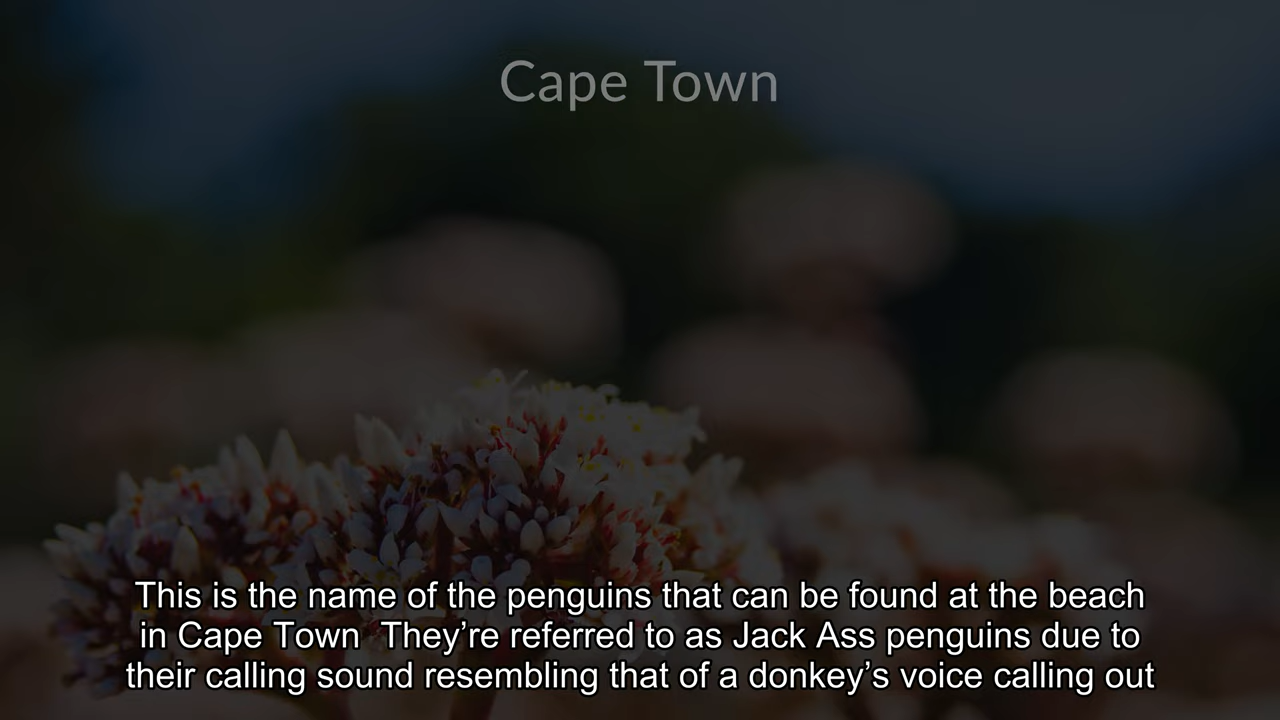 Cape Town
This is the name of the penguins that can be found at the beach
in Cape Town  They’re referred to as Jack Ass penguins due to
their calling sound resembling that of a donkey’s voice calling out